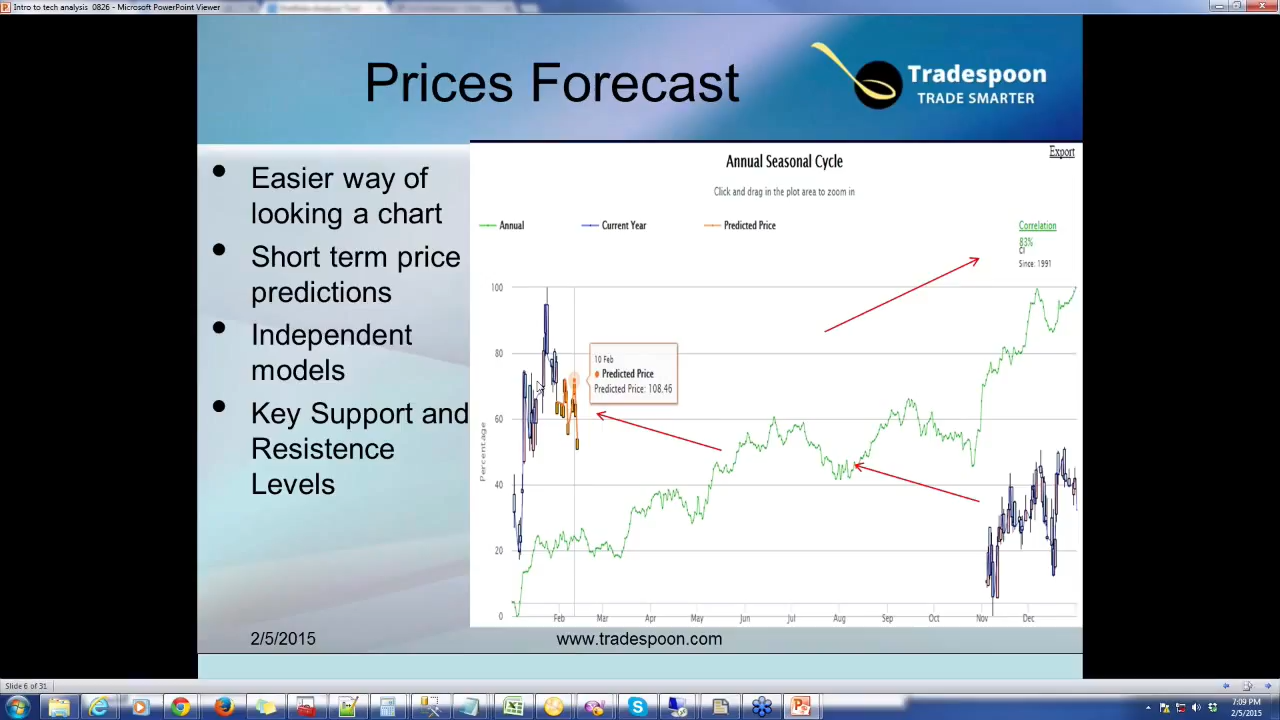 Intro to tech analysis 0826 - Microsoft PowerPoint Viewer
Prices Forecast
Tradespoon
TRADE SMARTER
Easier way of
looking a chart
Short term price
predictions
Independent
models
Key Support and
Resistence
Levels
Export
Annual Seasonal Cycle
Click and drag in the plot area to zoom in
Annual
Current Year
Predicted Price
Correlation
83%
CI
Since: 1991
100
80
60
40
20
0
Percentage
10 Feb
Predicted Price
Predicted Price: 108.46
Feb
Mar
Apr
May
Jun
Jul
Aug
Sep
Oct
Nov
Dec
2/5/2015
www.tradespoon.com
Slide 6 of 31
7:09 PM
2/5/2015